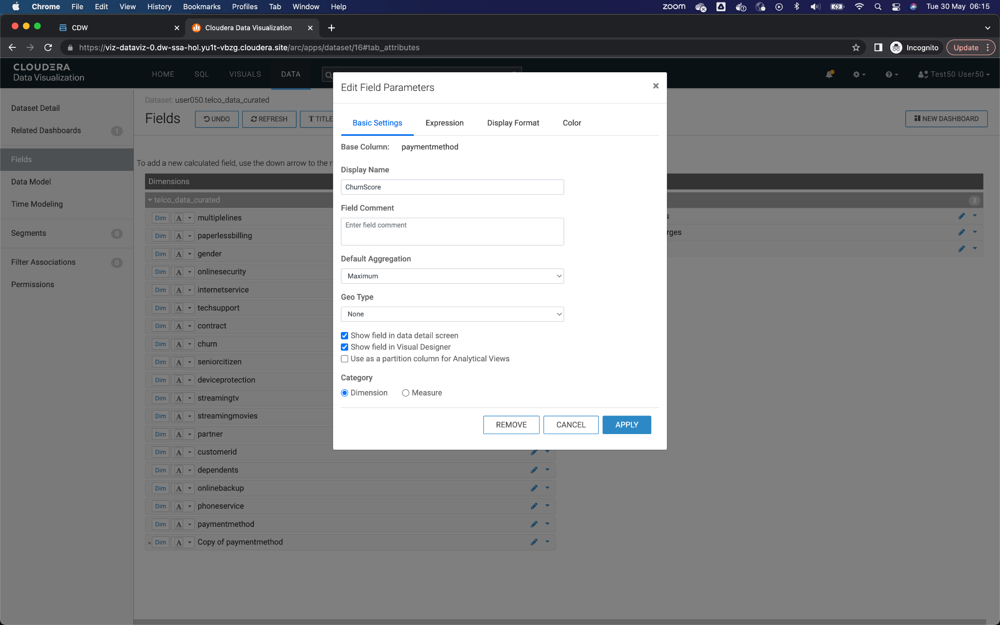 Chrome File Edit View History Bookmarks Profiles Tab Window Help zoom Tue 30 May 06:15
CDW Cloudera Data Visualization
https://viz-dataviz-0.dw-ssa-hol.yu1t-vbzg.cloudera.site/arc/apps/dataset/16#tab_attributes Incognito Update
CLOUDERA
Data Visualization
HOME SQL VISUALS DATA Test50 User50
Dataset Detail
Related Dashboards 1
Fields
Data Model
Time Modeling
Segments 0
Filter Associations 0
Permissions
Dataset: user050.telco_data_curated
Fields UNDO REFRESH T TITLE NEW DASHBOARD
To add a new calculated field, use the down arrow to the r
Dimensions
telco_data_curated 3
Dim A multiplelines
Dim A paperlessbilling
Dim A gender
Dim A onlinesecurity
Dim A internetservice
Dim A techsupport
Dim A contract
Dim A churn
Dim A seniorcitizen
Dim A deviceprotection
Dim A streamingtv
Dim A streamingmovies
Dim A partner
Dim A customerid
Dim A dependents
Dim A onlinebackup
Dim A phoneservice
Dim A paymentmethod
= Dim A Copy of paymentmethod
s
rges
Edit Field Parameters
Basic Settings Expression Display Format Color
Base Column: paymentmethod
Display Name
ChurnScore
Field Comment
Enter field comment
Default Aggregation
Maximum
Geo Type
None
Show field in data detail screen
Show field in Visual Designer
Use as a partition column for Analytical Views
Category
Dimension Measure
REMOVE CANCEL APPLY